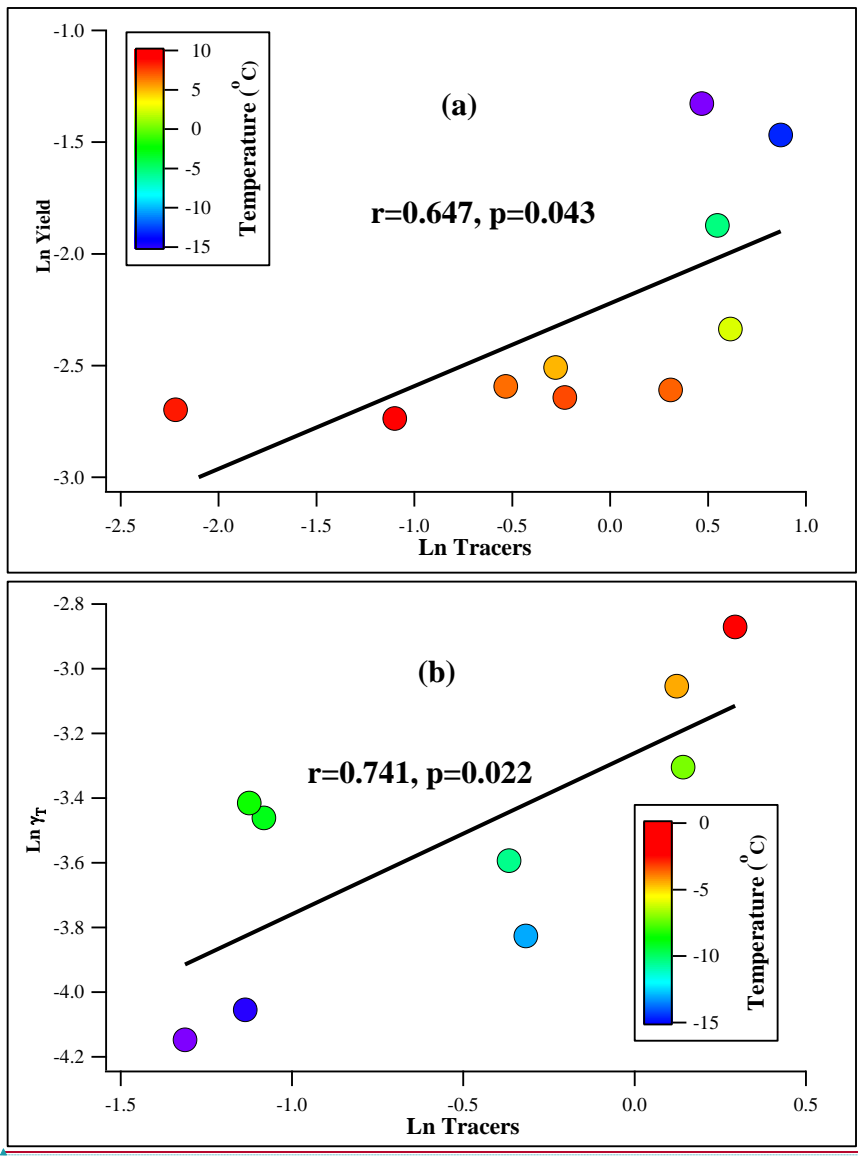 -1.0
-1.5
-2.0
-2.5
-3.0
Ln Yield
10
5
0
-5
-10
-15
Temperature (°C)
(a)
r=0.647, p=0.043
-2.5 -2.0 -1.5 -1.0 -0.5 0.0 0.5 1.0
Ln Tracers
-2.8
-3.0
-3.2
-3.4
-3.6
-3.8
-4.0
-4.2
Ln γT
(b)
r=0.741, p=0.022
0
-5
-10
-15
Temperature (°C)
-1.5 -1.0 -0.5 0.0 0.5
Ln Tracers